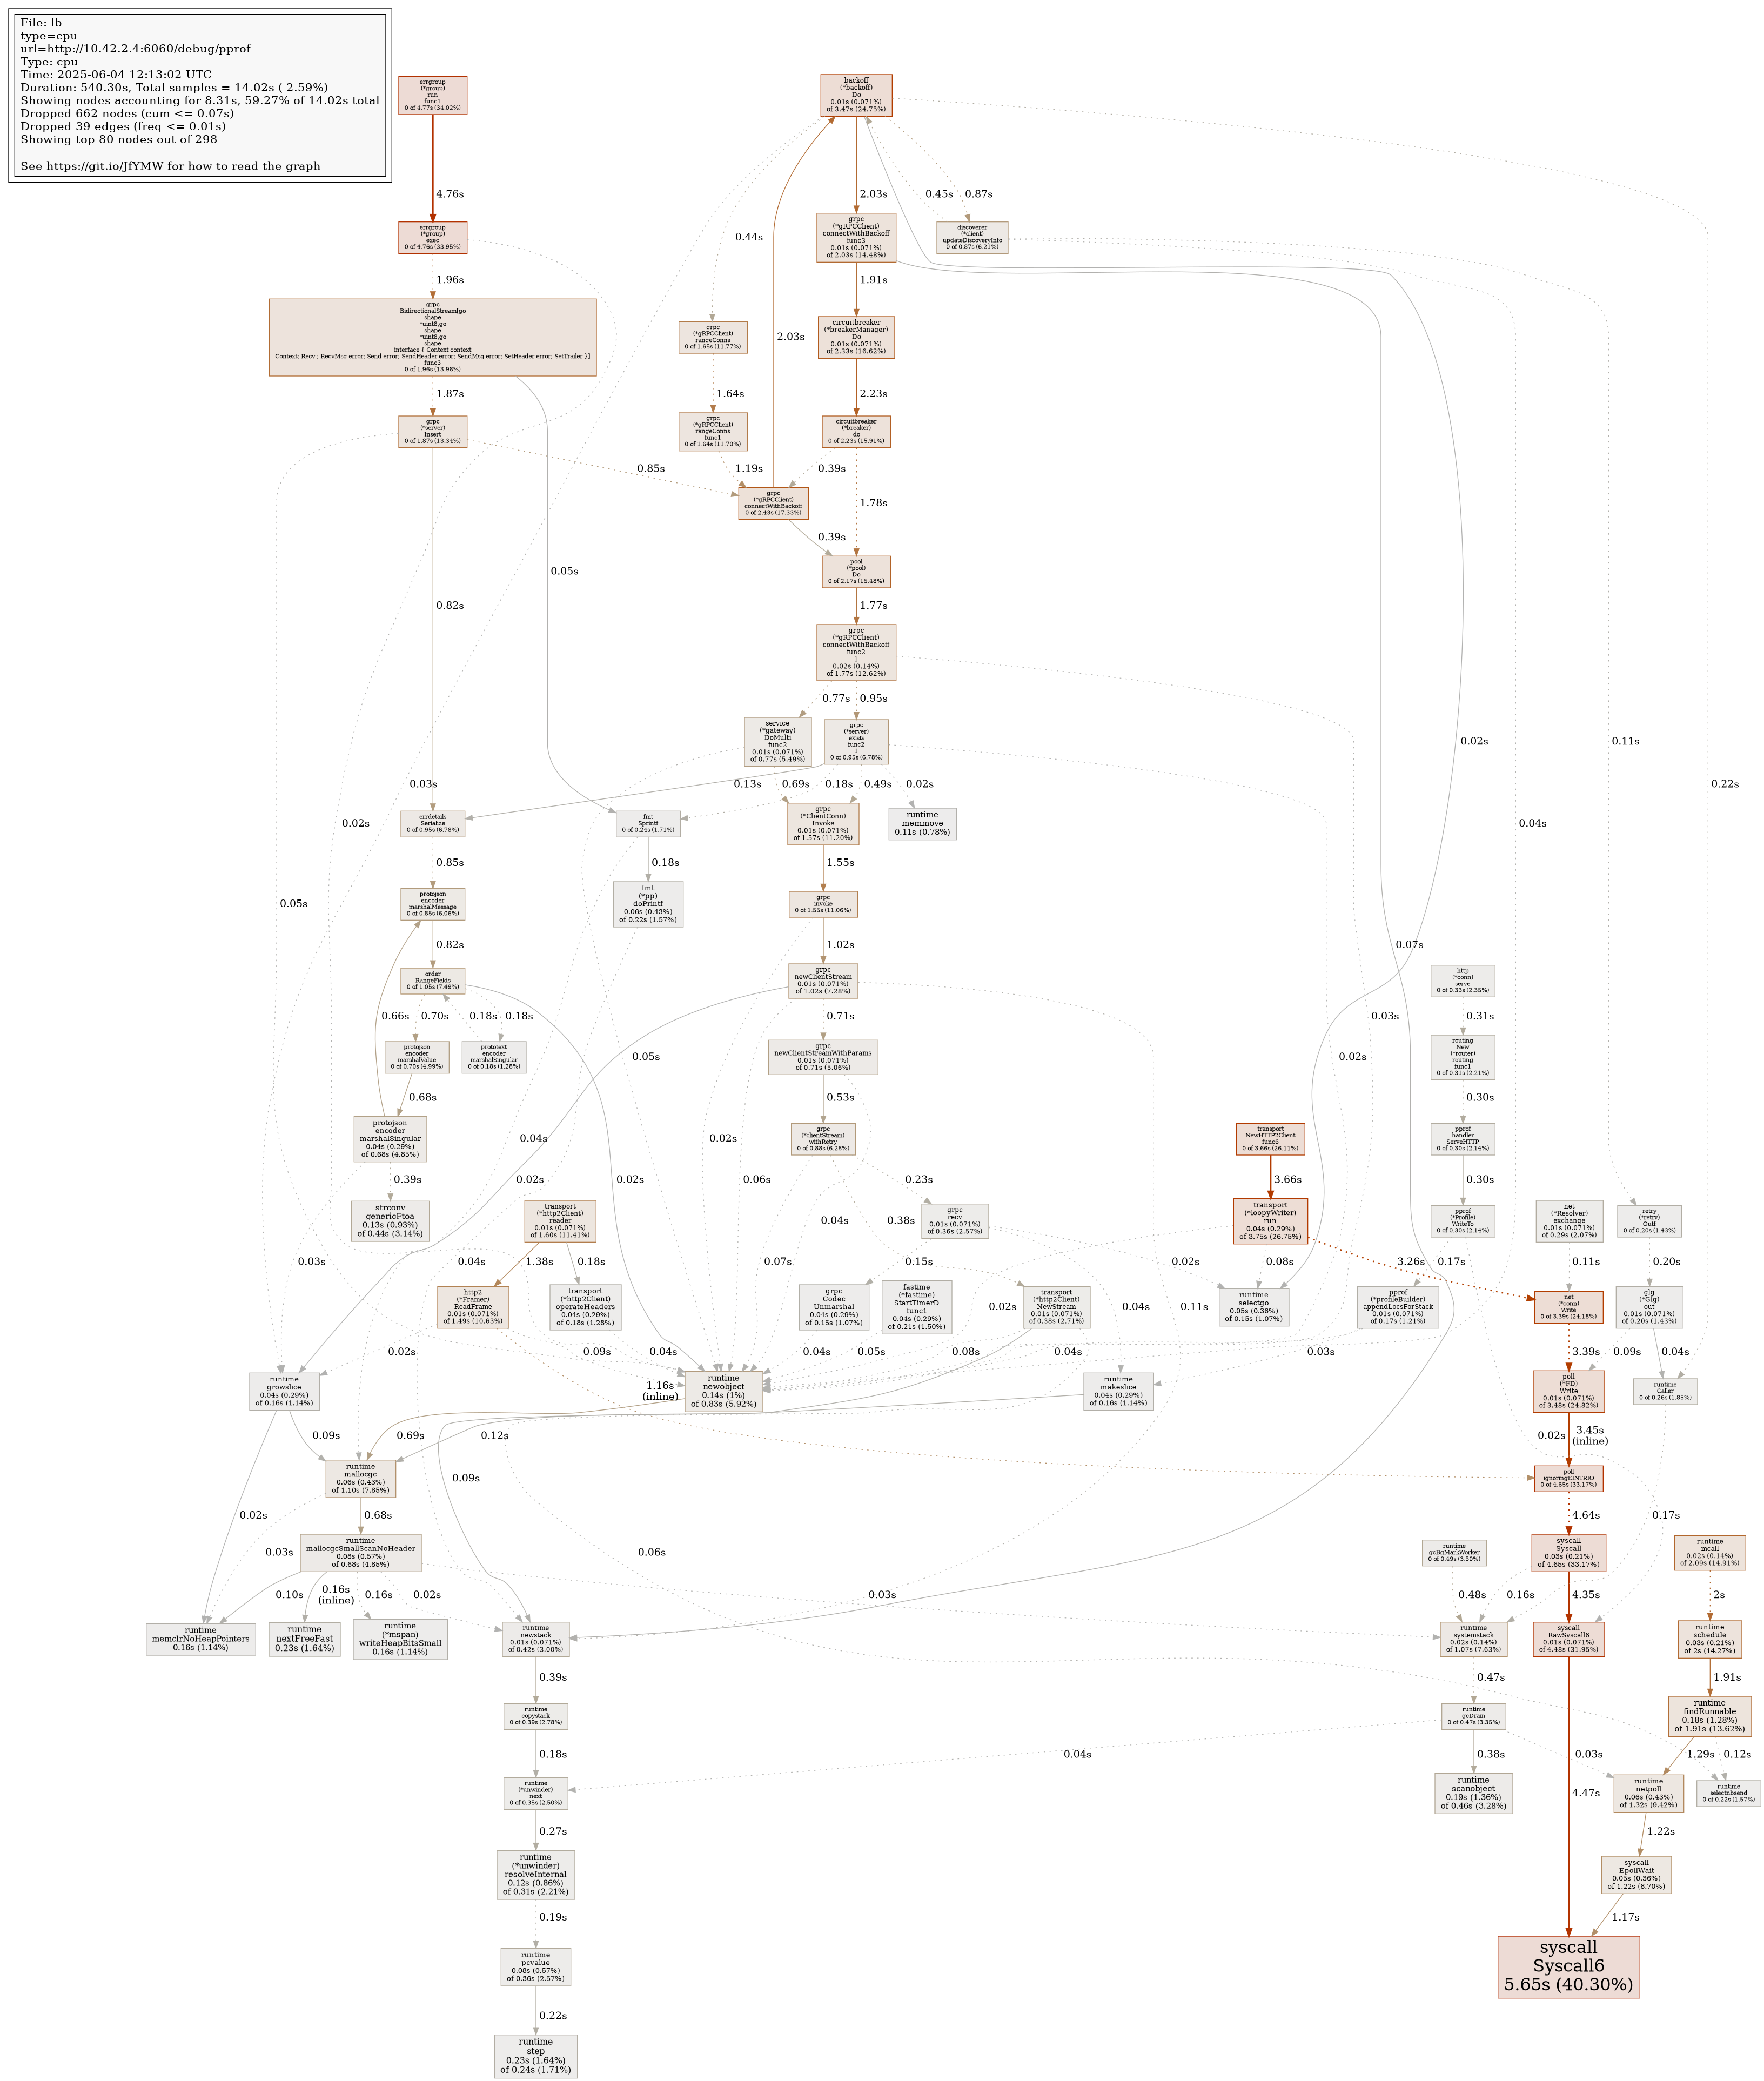 File: lb
type=cpu
url=http://10.42.2.4:6060/debug/pprof
Type: cpu
Time: 2025-06-04 12:13:02 UTC
Duration: 540.30s, Total samples = 14.02s ( 2.59%)
Showing nodes accounting for 8.31s, 59.27% of 14.02s total
Dropped 662 nodes (cum <= 0.07s)
Dropped 39 edges (freq <= 0.01s)
Showing top 80 nodes out of 298
See https://git.io/JfYMW for how to read the graph
errgroup
(*group)
run
func1
0 of 4.77s (34.02%)
backoff
(*backoff)
Do
0.01s (0.071%)
of 3.47s (24.75%)
4.76s
2.03s
0.45s
0.87s
errgroup
(*group)
exec
0 of 4.76s (33.95%)
0.44s
grpc
(*gRPCClient)
connectWithBackoff
func3
0.01s (0.071%)
of 2.03s (14.48%)
discoverer
(*client)
updateDiscoveryInfo
0 of 0.87s (6.21%)
1.96s
1.91s
grpc
BidirectionalStream[go
shape
*uint8,go
shape
*uint8,go
shape
interface { Context context
Context; Recv ; RecvMsg error; Send error; SendHeader error; SendMsg error; SetHeader error; SetTrailer }]
func3
0 of 1.96s (13.98%)
grpc
(*gRPCClient)
rangeConns
0 of 1.65s (11.77%)
2.03s
circuitbreaker
(*breakerManager)
Do
0.01s (0.071%)
of 2.33s (16.62%)
1.87s
1.64s
2.23s
grpc
(*server)
Insert
0 of 1.87s (13.34%)
grpc
(*gRPCClient)
rangeConns
func1
0 of 1.64s (11.70%)
circuitbreaker
(*breaker)
do
0 of 2.23s (15.91%)
0.85s
1.19s
0.39s
1.78s
grpc
(*gRPCClient)
connectWithBackoff
0 of 2.43s (17.33%)
0.39s
0.05s
pool
(*pool)
Do
0 of 2.17s (15.48%)
0.82s
1.77s
grpc
(*gRPCClient)
connectWithBackoff
func2
1
0.02s (0.14%)
of 1.77s (12.62%)
0.77s
0.95s
0.02s
0.11s
0.22s
service
(*gateway)
DoMulti
func2
0.01s (0.071%)
of 0.77s (5.49%)
grpc
(*server)
exists
func2
1
0 of 0.95s (6.78%)
0.03s
0.13s
0.69s
0.18s
0.49s
0.02s
0.02s
0.04s
errdetails
Serialize
0 of 0.95s (6.78%)
fmt
Sprintf
0 of 0.24s (1.71%)
grpc
(*ClientConn)
Invoke
0.01s (0.071%)
of 1.57s (11.20%)
runtime
memmove
0.11s (0.78%)
0.85s
0.18s
1.55s
0.05s
protojson
encoder
marshalMessage
0 of 0.85s (6.06%)
fmt
(*pp)
doPrintf
0.06s (0.43%)
of 0.22s (1.57%)
grpc
invoke
0 of 1.55s (11.06%)
0.82s
1.02s
0.07s
order
RangeFields
0 of 1.05s (7.49%)
grpc
newClientStream
0.01s (0.071%)
of 1.02s (7.28%)
http
(*conn)
serve
0 of 0.33s (2.35%)
0.66s
0.70s
0.18s
0.18s
0.71s
0.03s
0.31s
protojson
encoder
marshalValue
0 of 0.70s (4.99%)
prototext
encoder
marshalSingular
0 of 0.18s (1.28%)
0.05s
grpc
newClientStreamWithParams
0.01s (0.071%)
of 0.71s (5.06%)
0.02s
routing
New
(*router)
routing
func1
0 of 0.31s (2.21%)
0.68s
0.53s
0.30s
protojson
encoder
marshalSingular
0.04s (0.29%)
of 0.68s (4.85%)
0.04s
0.02s
grpc
(*clientStream)
withRetry
0 of 0.88s (6.28%)
transport
NewHTTP2Client
func6
0 of 3.66s (26.11%)
pprof
handler
ServeHTTP
0 of 0.30s (2.14%)
0.39s
0.02s
0.02s
0.06s
0.23s
3.66s
0.30s
strconv
genericFtoa
0.13s (0.93%)
of 0.44s (3.14%)
transport
(*http2Client)
reader
0.01s (0.071%)
of 1.60s (11.41%)
0.04s
0.38s
grpc
recv
0.01s (0.071%)
of 0.36s (2.57%)
transport
(*loopyWriter)
run
0.04s (0.29%)
of 3.75s (26.75%)
pprof
(*Profile)
WriteTo
0 of 0.30s (2.14%)
net
(*Resolver)
exchange
0.01s (0.071%)
of 0.29s (2.07%)
retry
(*retry)
Outf
0 of 0.20s (1.43%)
0.03s
0.04s
1.38s
0.18s
0.07s
0.15s
0.02s
0.08s
3.26s
0.17s
0.11s
0.20s
http2
(*Framer)
ReadFrame
0.01s (0.071%)
of 1.49s (10.63%)
transport
(*http2Client)
operateHeaders
0.04s (0.29%)
of 0.18s (1.28%)
grpc
Codec
Unmarshal
0.04s (0.29%)
of 0.15s (1.07%)
fastime
(*fastime)
StartTimerD
func1
0.04s (0.29%)
of 0.21s (1.50%)
0.02s
transport
(*http2Client)
NewStream
0.01s (0.071%)
of 0.38s (2.71%)
0.04s
0.11s
runtime
selectgo
0.05s (0.36%)
of 0.15s (1.07%)
pprof
(*profileBuilder)
appendLocsForStack
0.01s (0.071%)
of 0.17s (1.21%)
net
(*conn)
Write
0 of 3.39s (24.18%)
glg
(*Glg)
out
0.01s (0.071%)
of 0.20s (1.43%)
0.02s
0.09s
0.04s
0.04s
0.05s
0.08s
0.04s
0.03s
3.39s
0.09s
0.04s
runtime
growslice
0.04s (0.29%)
of 0.16s (1.14%)
1.16s
(inline)
runtime
newobject
0.14s (1%)
of 0.83s (5.92%)
runtime
makeslice
0.04s (0.29%)
of 0.16s (1.14%)
poll
(*FD)
Write
0.01s (0.071%)
of 3.48s (24.82%)
runtime
Caller
0 of 0.26s (1.85%)
0.09s
0.69s
0.12s
0.02s
3.45s
(inline)
runtime
mallocgc
0.06s (0.43%)
of 1.10s (7.85%)
0.09s
poll
ignoringEINTRIO
0 of 4.65s (33.17%)
0.02s
0.68s
4.64s
0.17s
runtime
mallocgcSmallScanNoHeader
0.08s (0.57%)
of 0.68s (4.85%)
0.03s
0.06s
runtime
gcBgMarkWorker
0 of 0.49s (3.50%)
syscall
Syscall
0.03s (0.21%)
of 4.65s (33.17%)
runtime
mcall
0.02s (0.14%)
of 2.09s (14.91%)
0.10s
0.16s
(inline)
0.16s
0.02s
0.03s
0.48s
0.16s
4.35s
2s
runtime
memclrNoHeapPointers
0.16s (1.14%)
runtime
nextFreeFast
0.23s (1.64%)
runtime
(*mspan)
writeHeapBitsSmall
0.16s (1.14%)
runtime
newstack
0.01s (0.071%)
of 0.42s (3.00%)
runtime
systemstack
0.02s (0.14%)
of 1.07s (7.63%)
syscall
RawSyscall6
0.01s (0.071%)
of 4.48s (31.95%)
runtime
schedule
0.03s (0.21%)
of 2s (14.27%)
0.39s
0.47s
1.91s
runtime
copystack
0 of 0.39s (2.78%)
runtime
gcDrain
0 of 0.47s (3.35%)
runtime
findRunnable
0.18s (1.28%)
of 1.91s (13.62%)
0.18s
0.04s
0.38s
0.03s
1.29s
0.12s
runtime
(*unwinder)
next
0 of 0.35s (2.50%)
runtime
scanobject
0.19s (1.36%)
of 0.46s (3.28%)
4.47s
runtime
netpoll
0.06s (0.43%)
of 1.32s (9.42%)
runtime
selectnbsend
0 of 0.22s (1.57%)
0.27s
1.22s
runtime
(*unwinder)
resolveInternal
0.12s (0.86%)
of 0.31s (2.21%)
syscall
EpollWait
0.05s (0.36%)
of 1.22s (8.70%)
0.19s
1.17s
runtime
pcvalue
0.08s (0.57%)
of 0.36s (2.57%)
syscall
Syscall6
5.65s (40.30%)
0.22s
runtime
step
0.23s (1.64%)
of 0.24s (1.71%)